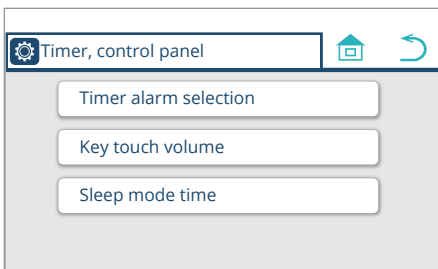 Timer, control panel
Timer alarm selection
Key touch volume
Sleep mode time